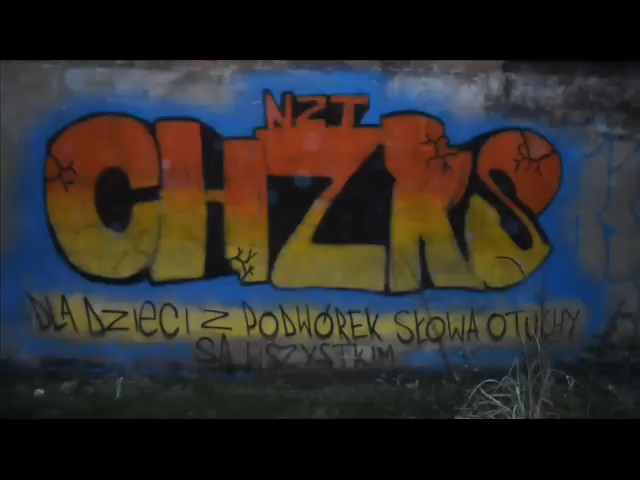 NZT
CHZRS
DLA DZIECI Z PODWÓREK SŁOWA OTUCHY
SĄ WSZYSTKIM